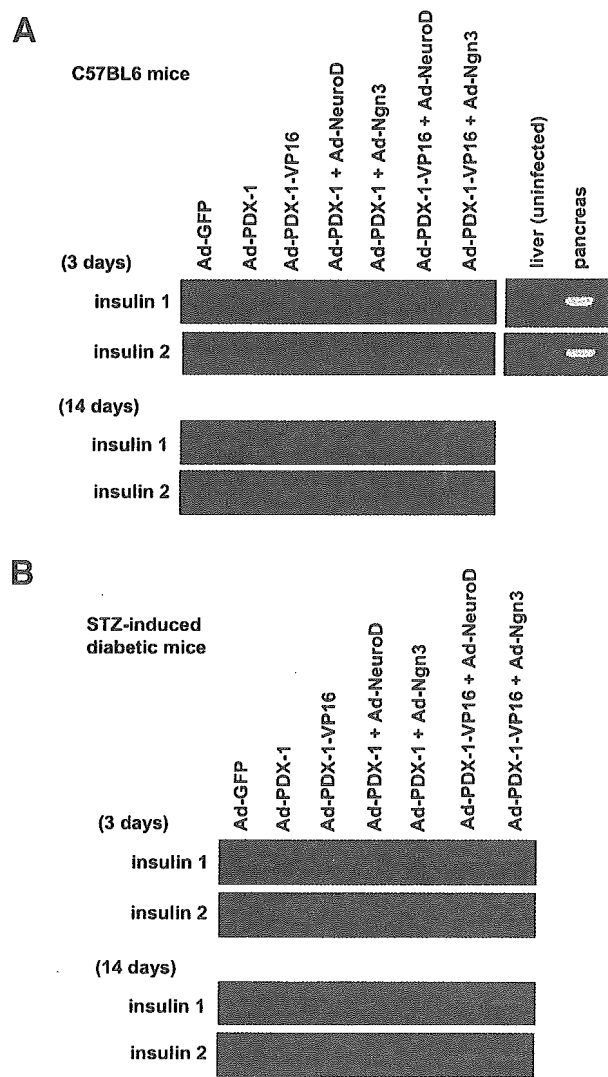 A
C57BL6 mice
Ad-GFP
Ad-PDX-1
Ad-PDX-1-VP16
Ad-PDX-1 + Ad-NeuroD
Ad-PDX-1 + Ad-Ngn3
Ad-PDX-1-VP16 + Ad-NeuroD
Ad-PDX-1-VP16 + Ad-Ngn3
liver (uninfected)
pancreas
(3 days)
insulin 1
insulin 2
(14 days)
insulin 1
insulin 2
B
STZ-induced
diabetic mice
Ad-GFP
Ad-PDX-1
Ad-PDX-1-VP16
Ad-PDX-1 + Ad-NeuroD
Ad-PDX-1 + Ad-Ngn3
Ad-PDX-1-VP16 + Ad-NeuroD
Ad-PDX-1-VP16 + Ad-Ngn3
(3 days)
insulin 1
insulin 2
(14 days)
insulin 1
insulin 2